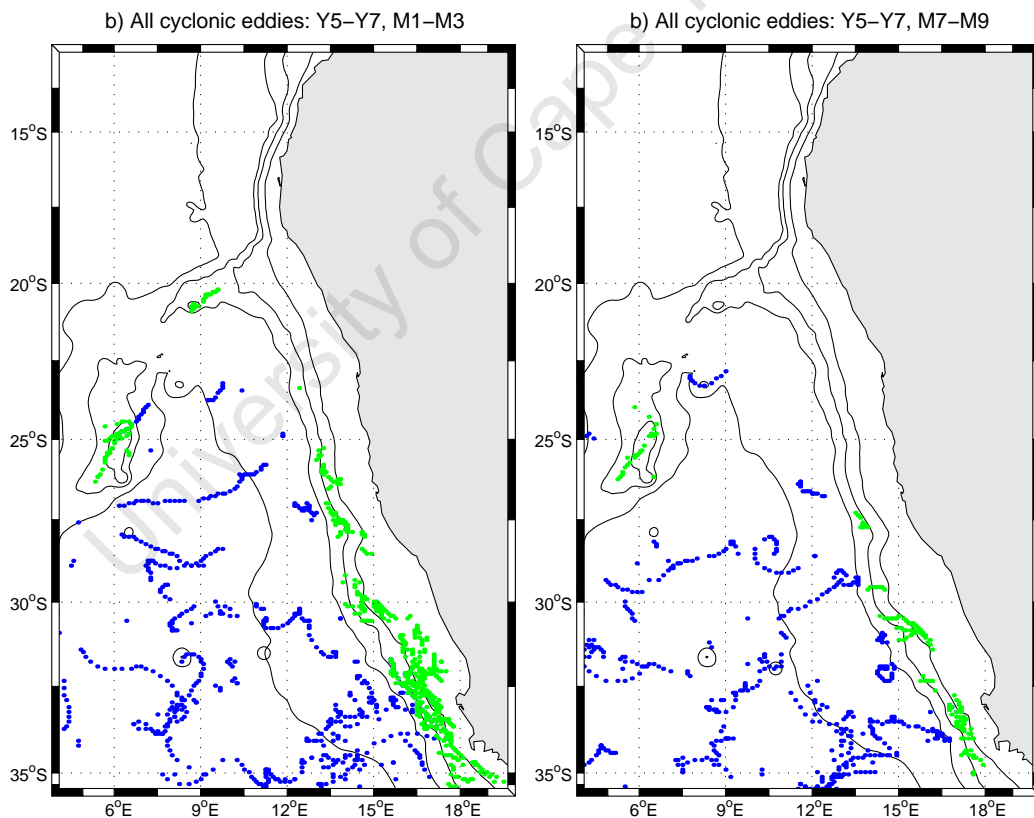 b) All cyclonic eddies: Y5−Y7, M1−M3
b) All cyclonic eddies: Y5−Y7, M7−M9
15°S
20°S
25°S
30°S
35°S
6°E
9°E
12°E
15°E
18°E
15°S
20°S
25°S
30°S
35°S
6°E
9°E
12°E
15°E
18°E
University of Cape